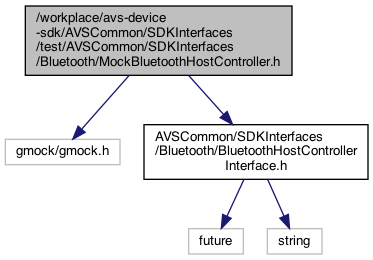 /workplace/avs-device
-sdk/AVSCommon/SDKInterfaces
/test/AVSCommon/SDKInterfaces
/Bluetooth/MockBluetoothHostController.h
gmock/gmock.h
AVSCommon/SDKInterfaces
/Bluetooth/BluetoothHostController
Interface.h
future
string